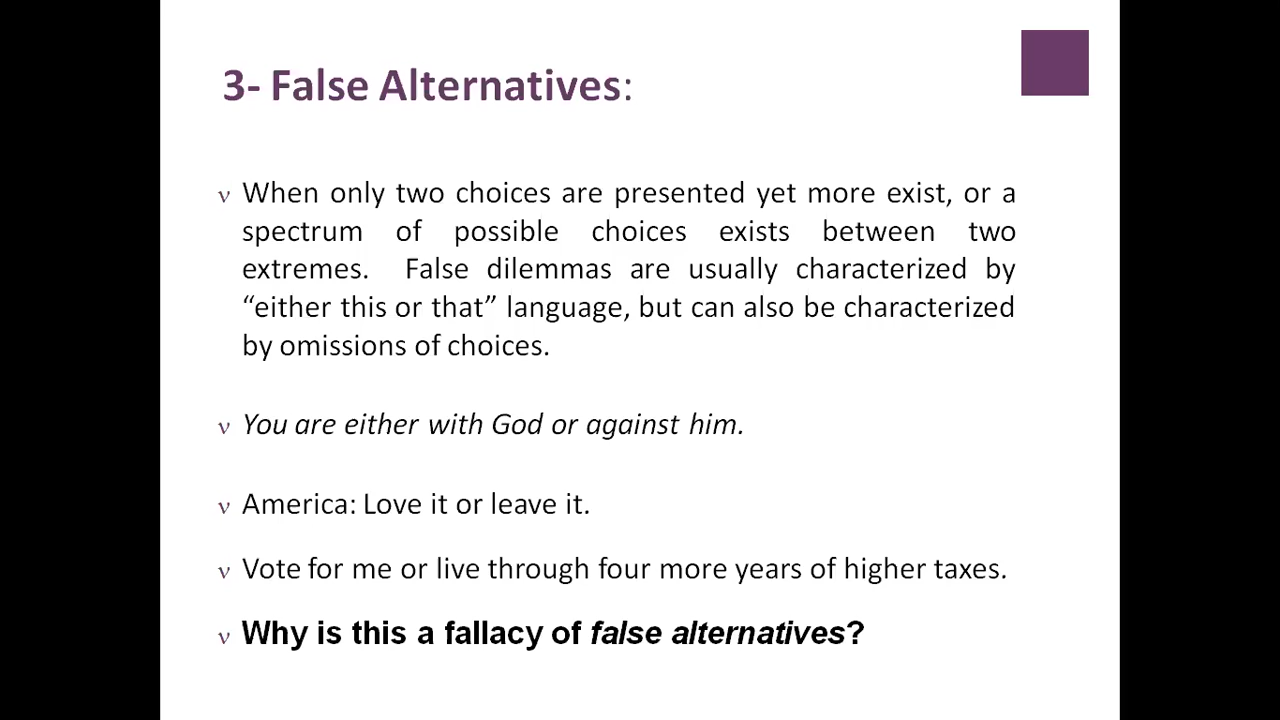 3- False Alternatives:
v When only two choices are presented yet more exist, or a
spectrum of possible choices exists between two
extremes. False dilemmas are usually characterized by
“either this or that” language, but can also be characterized
by omissions of choices.
v You are either with God or against him.
v America: Love it or leave it.
v Vote for me or live through four more years of higher taxes.
v Why is this a fallacy of false alternatives?